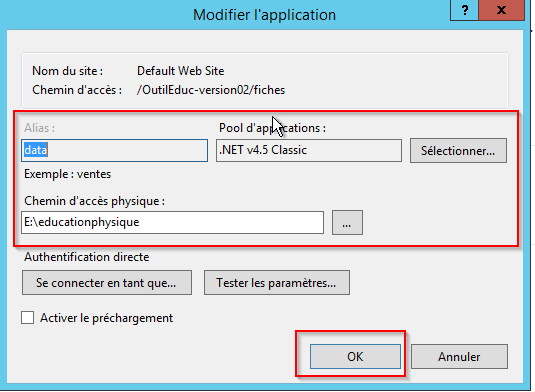 Modifier l'application
?
x
Nom du site : Default Web Site
Chemin d'accès : /OutilEduc-version02/fiches
Alias : Pool d'applications :
data .NET v4.5 Classic Sélectionner...
Exemple : ventes
Chemin d'accès physique :
E:\educationphysique ...
Authentification directe
Se connecter en tant que... Tester les paramètres...
Activer le préchargement
OK Annuler